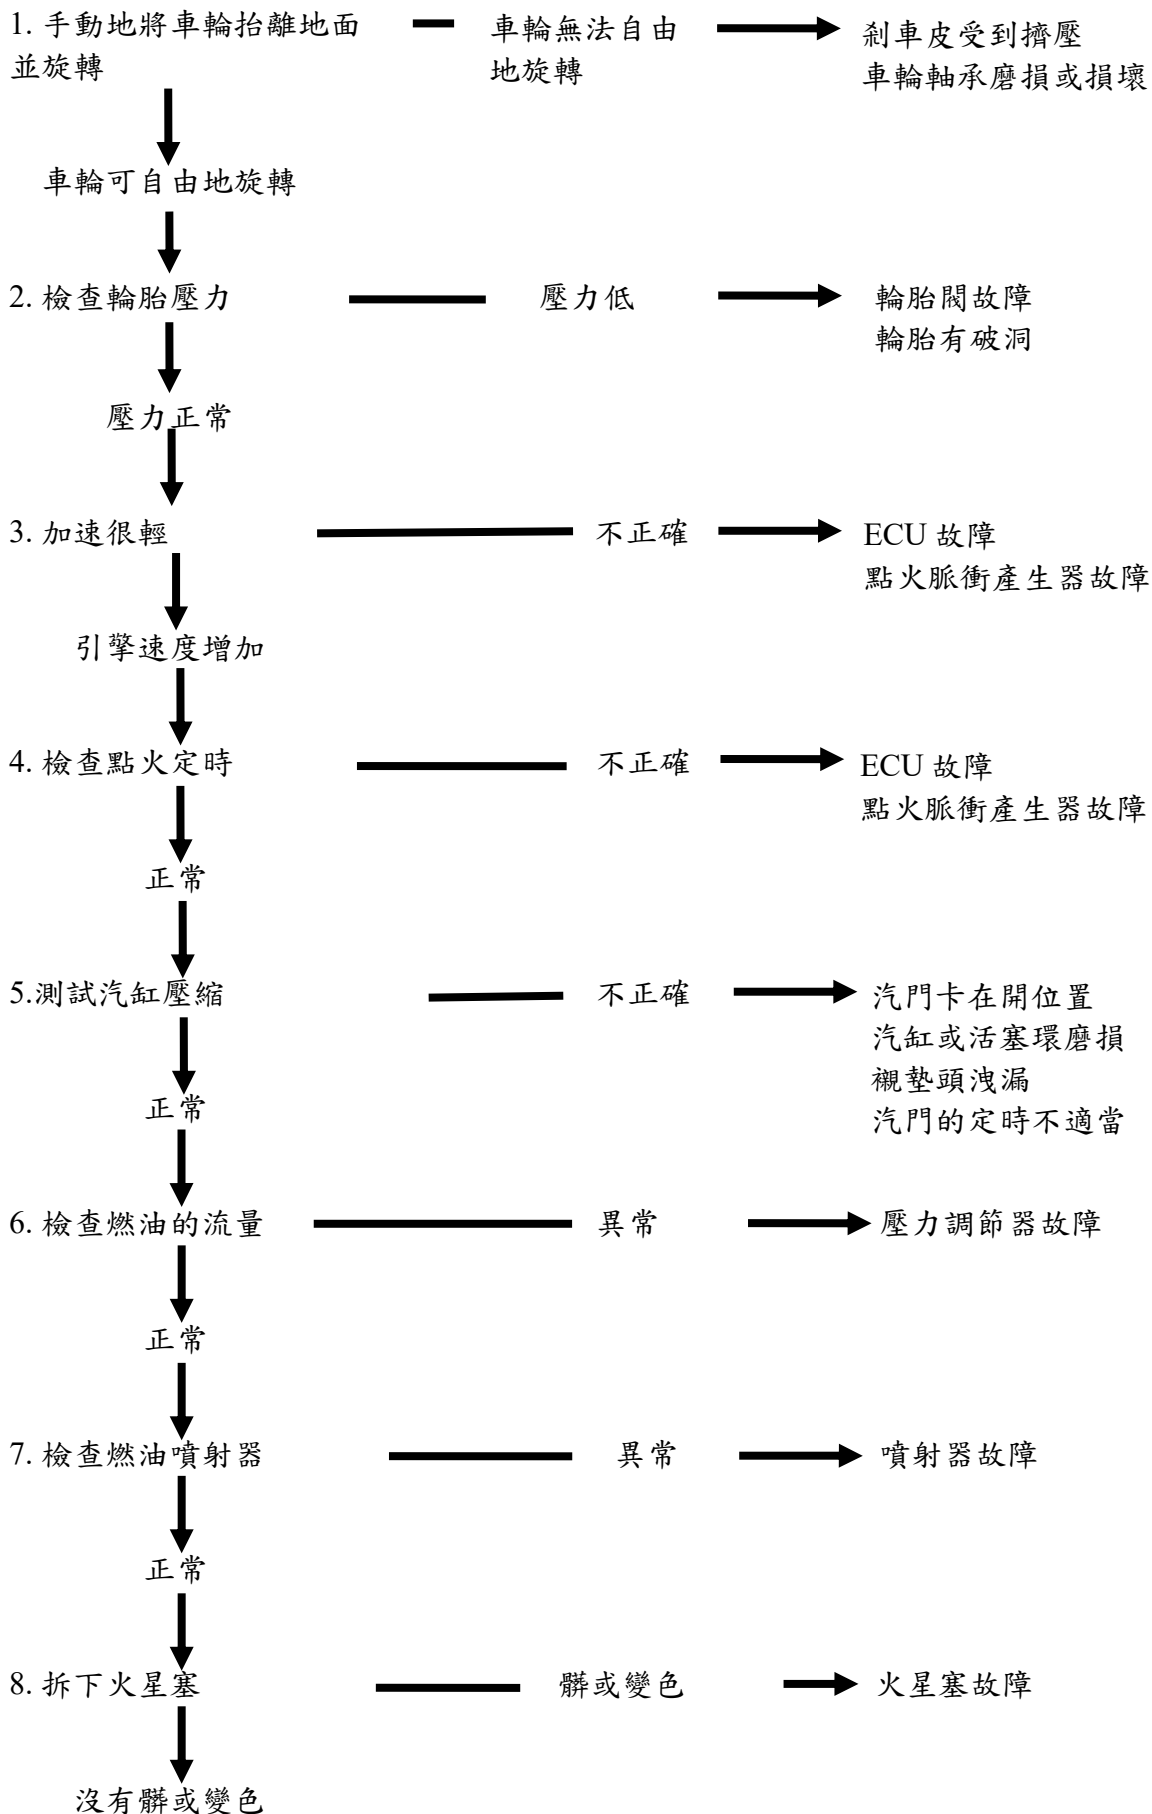 1. 手動地將車輪抬離地面 車輪無法自由 剎車皮受到擠壓
並旋轉 地旋轉 車輪軸承磨損或損壞
車輪可自由地旋轉
2. 檢查輪胎壓力 壓力低 輪胎閥故障
輪胎有破洞
壓力正常
3. 加速很輕 不正確 ECU 故障
點火脈衝產生器故障
引擎速度增加
4. 檢查點火定時 不正確 ECU 故障
點火脈衝產生器故障
正常
5.測試汽缸壓縮 不正確 汽門卡在開位置
汽缸或活塞環磨損
襯墊頭洩漏
正常
汽門的定時不適當
6. 檢查燃油的流量 異常 壓力調節器故障
正常
7. 檢查燃油噴射器 異常 噴射器故障
正常
8. 拆下火星塞 髒或變色 火星塞故障
沒有髒或變色